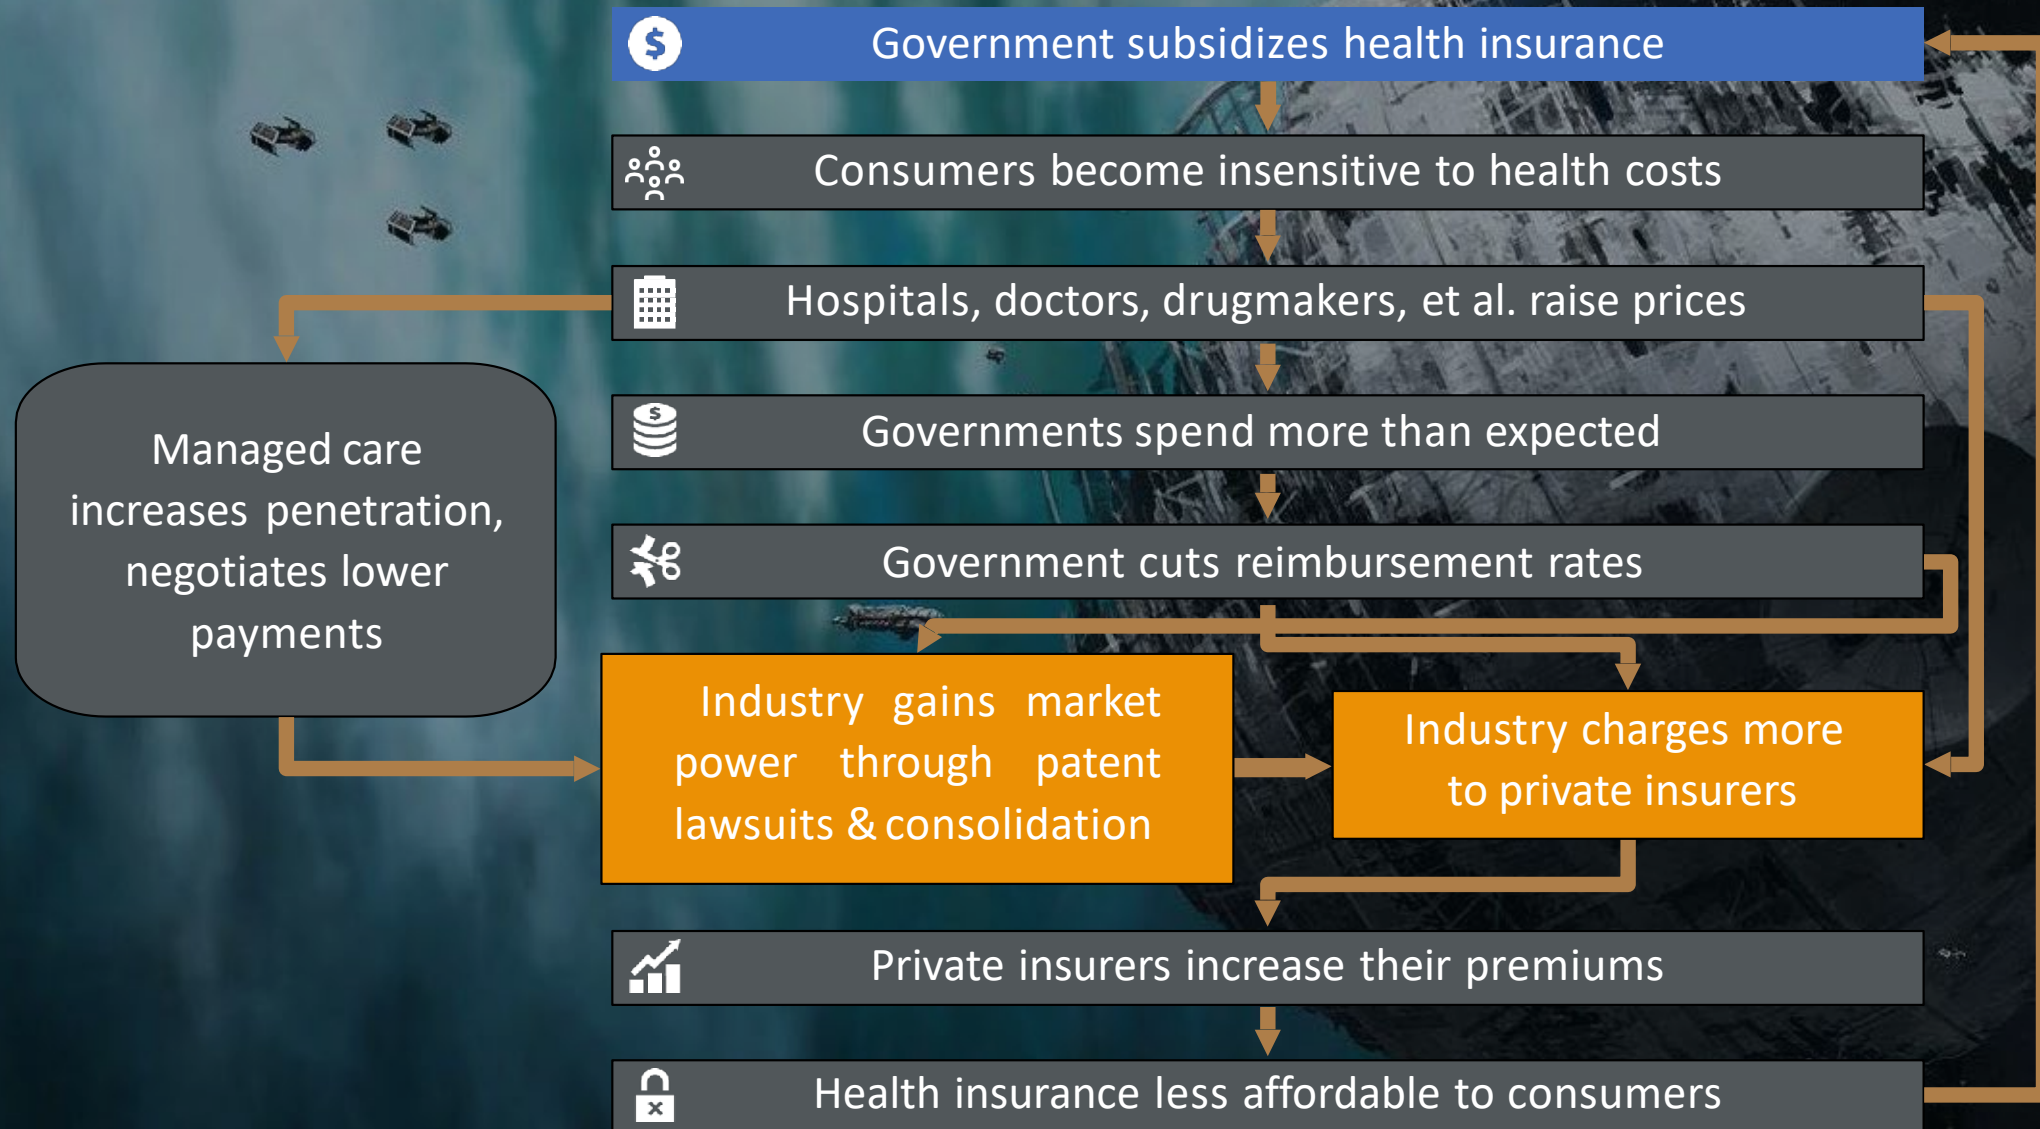 Government subsidizes health insurance
Consumers become insensitive to health costs
Hospitals, doctors, drugmakers, et al. raise prices
Governments spend more than expected
Government cuts reimbursement rates
Managed care
increases penetration,
negotiates lower
payments
Industry gains market
power through patent
lawsuits & consolidation
Industry charges more
to private insurers
Private insurers increase their premiums
Health insurance less affordable to consumers